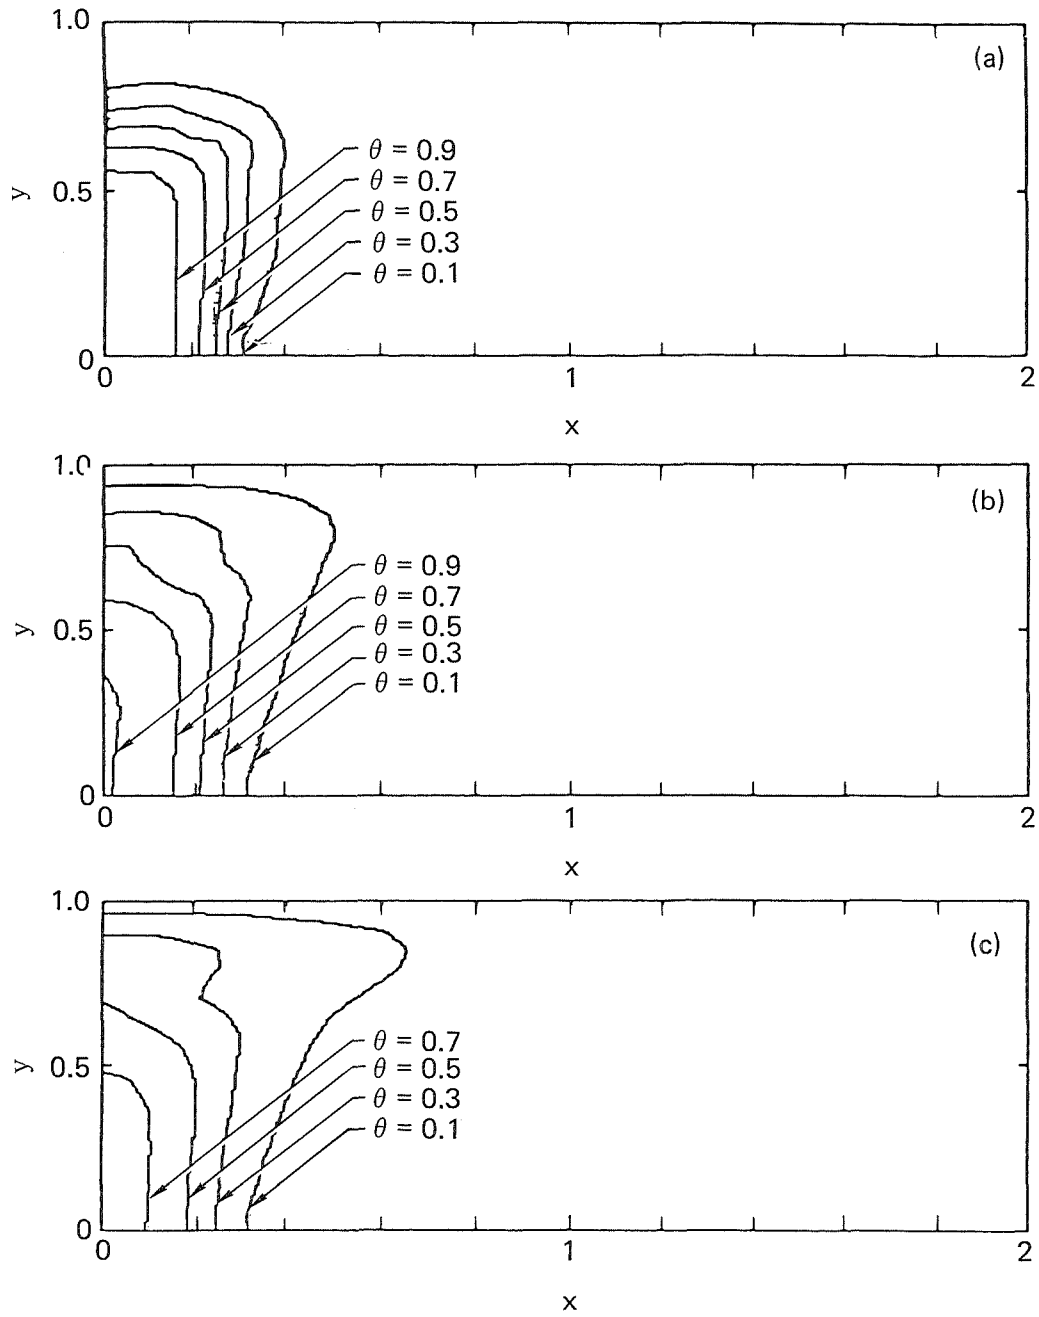 1.0
(a)
θ = 0.9
θ = 0.7
y 0.5
θ = 0.5
θ = 0.3
θ = 0.1
0
0 1 2
x
1.0
(b)
θ = 0.9
θ = 0.7
y 0.5
θ = 0.5
θ = 0.3
θ = 0.1
0
0 1 2
x
1.0
(c)
θ = 0.7
y 0.5
θ = 0.5
θ = 0.3
θ = 0.1
0
0 1 2
x